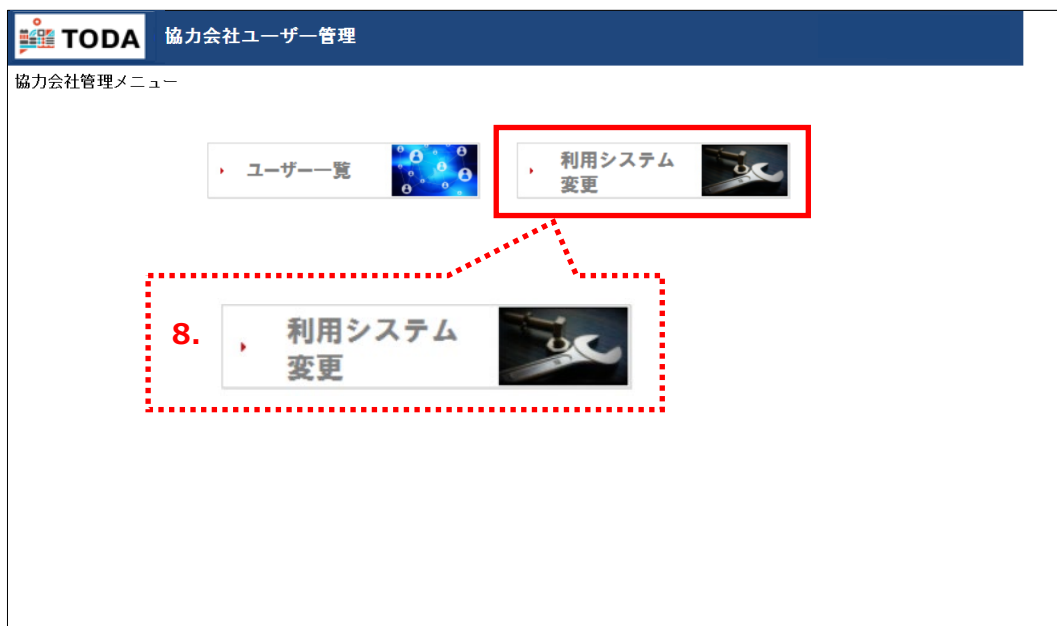 TODA 協力会社ユーザー管理
協力会社管理メニュー
ユーザー一覧
利用システム
変更
8.
利用システム
変更